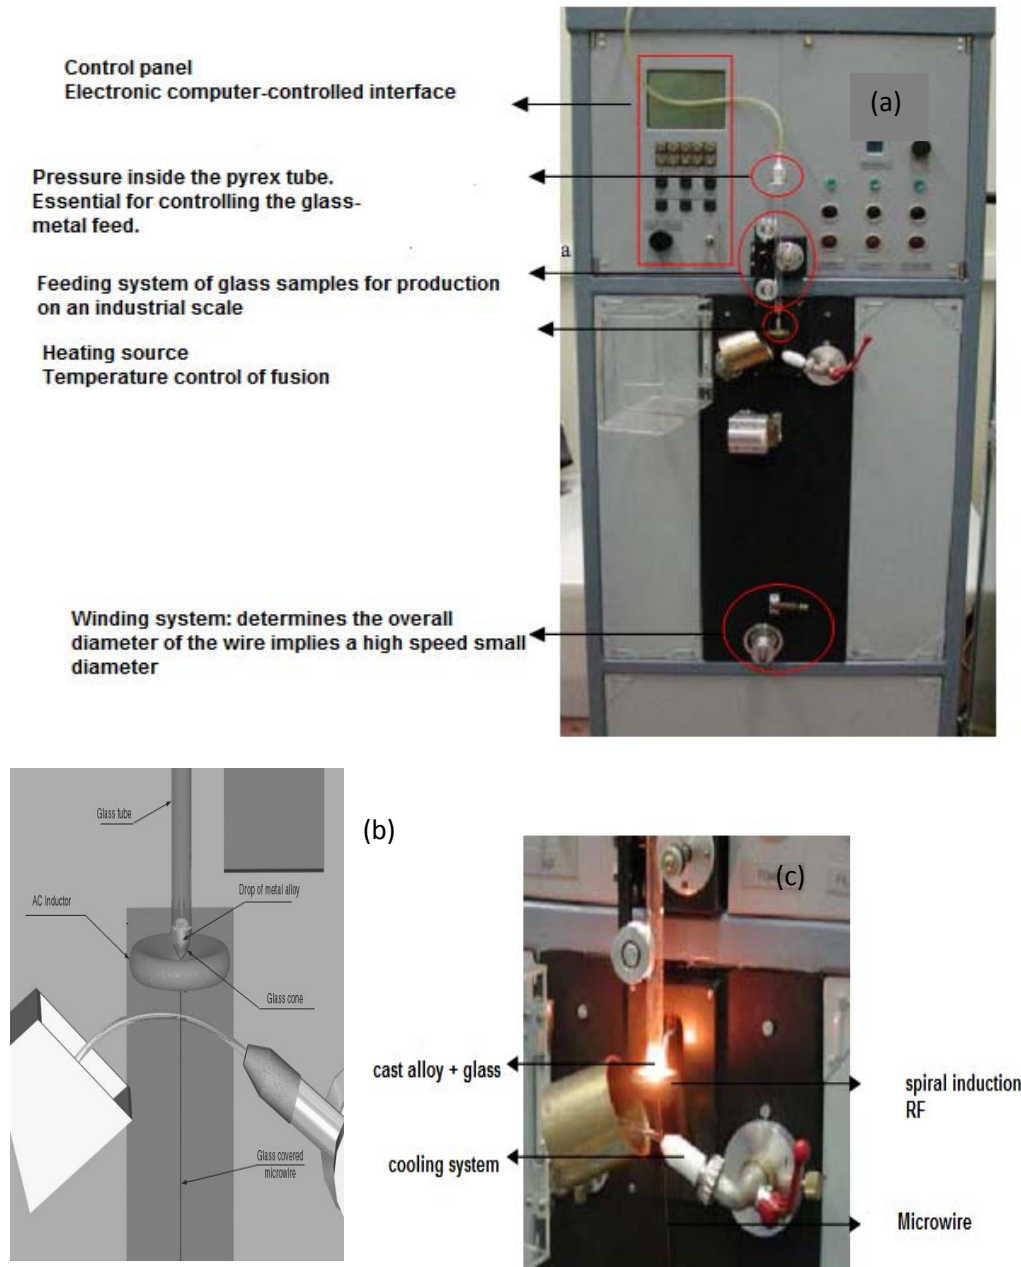 Control panel
Electronic computer-controlled interface
(a)
Pressure inside the pyrex tube.
Essential for controlling the glass-
metal feed.
a
Feeding system of glass samples for production
on an industrial scale
Heating source
Temperature control of fusion
Winding system: determines the overall
diameter of the wire implies a high speed small
diameter
(b)
Glass tube
Drop of metal alloy
AC Inductor
Glass cone
Glass covered
microwire
(c)
cast alloy + glass
spiral induction
RF
cooling system
Microwire